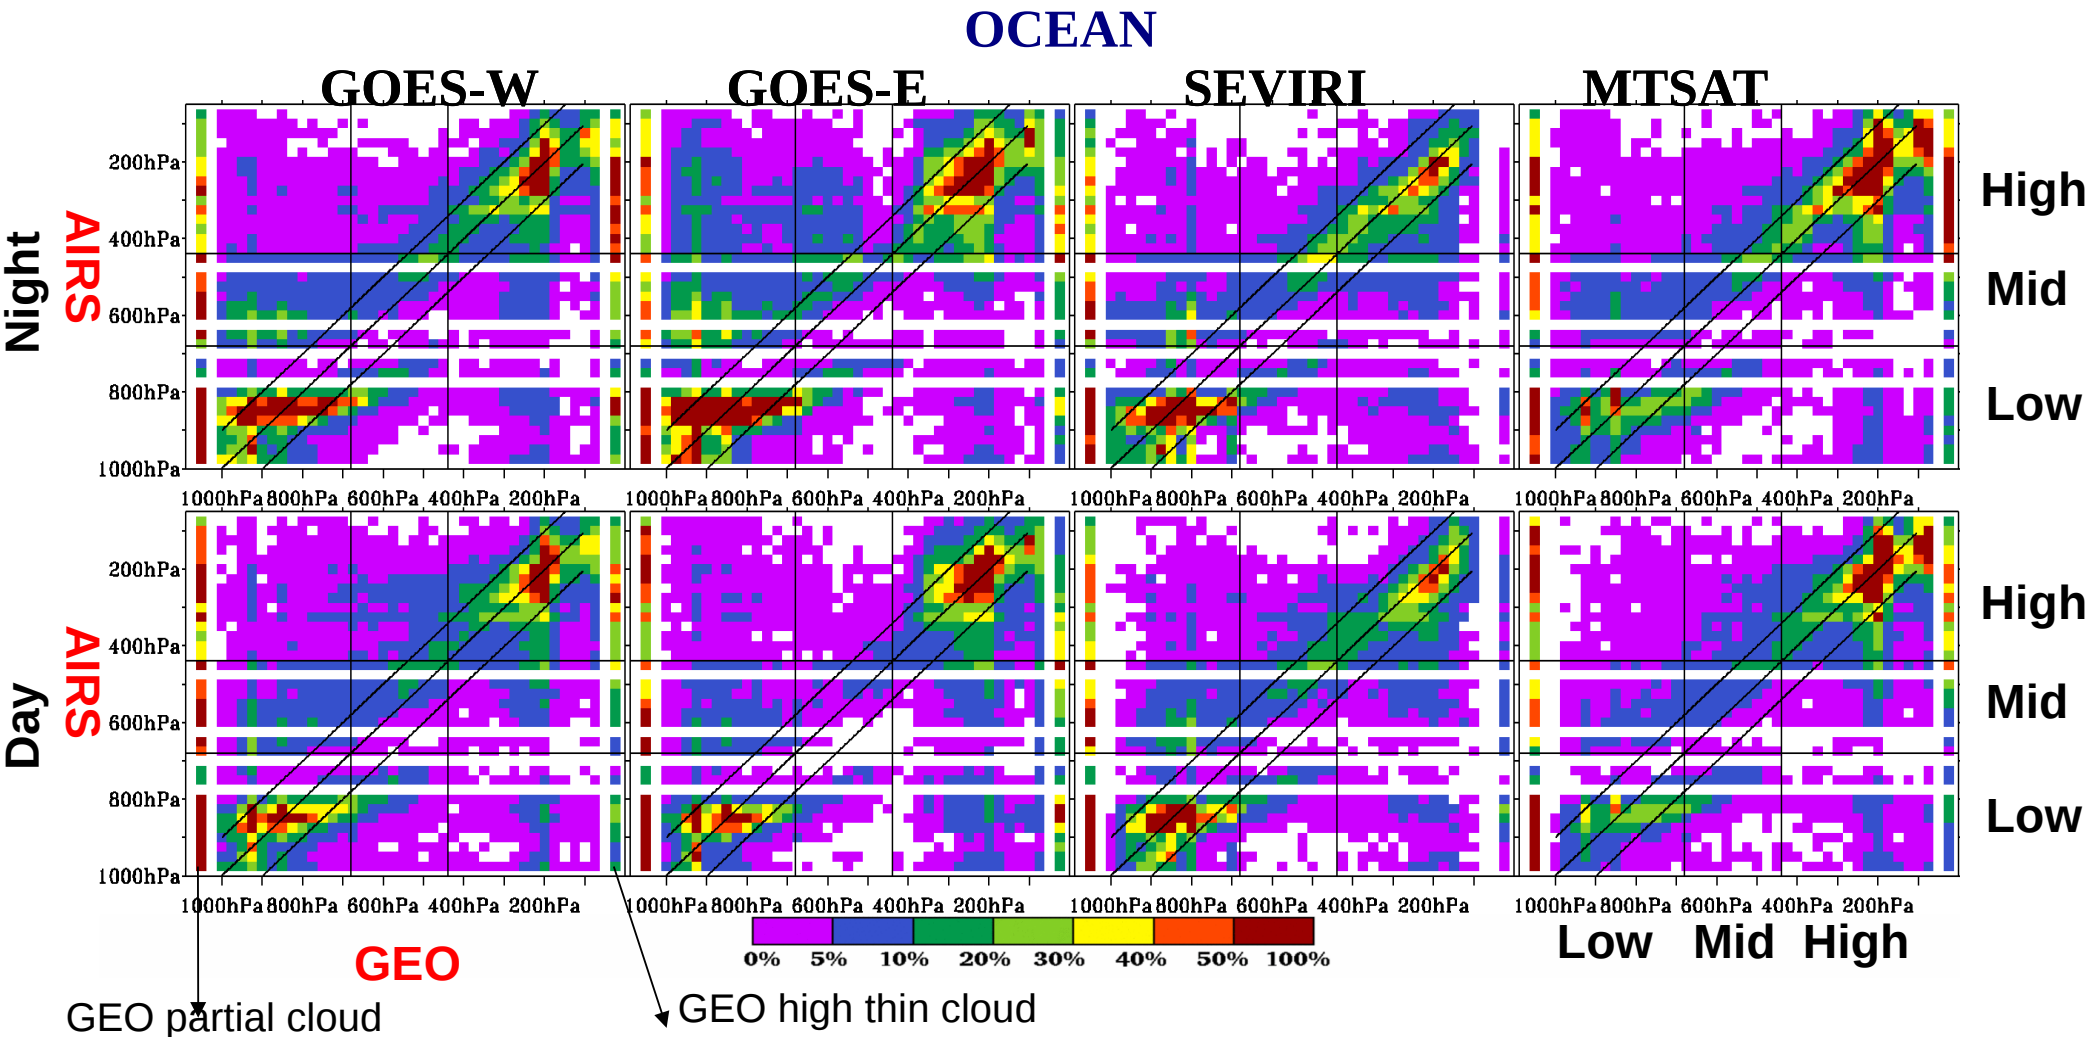 OCEAN
GOES-W GOES-E SEVIRI MTSAT
200hPa
400hPa
600hPa
800hPa
1000hPa
Night
AIRS
High
Mid
Low
1000hPa 800hPa 600hPa 400hPa 200hPa 1000hPa 800hPa 600hPa 400hPa 200hPa 1000hPa 800hPa 600hPa 400hPa 200hPa 1000hPa 800hPa 600hPa 400hPa 200hPa
200hPa
400hPa
600hPa
800hPa
1000hPa
Day
AIRS
High
Mid
Low
1000hPa 800hPa 600hPa 400hPa 200hPa 1000hPa 800hPa 600hPa 400hPa 200hPa 1000hPa 800hPa 600hPa 400hPa 200hPa 1000hPa 800hPa 600hPa 400hPa 200hPa
Low Mid High
GEO
0% 5% 10% 20% 30% 40% 50% 100%
GEO partial cloud
GEO high thin cloud